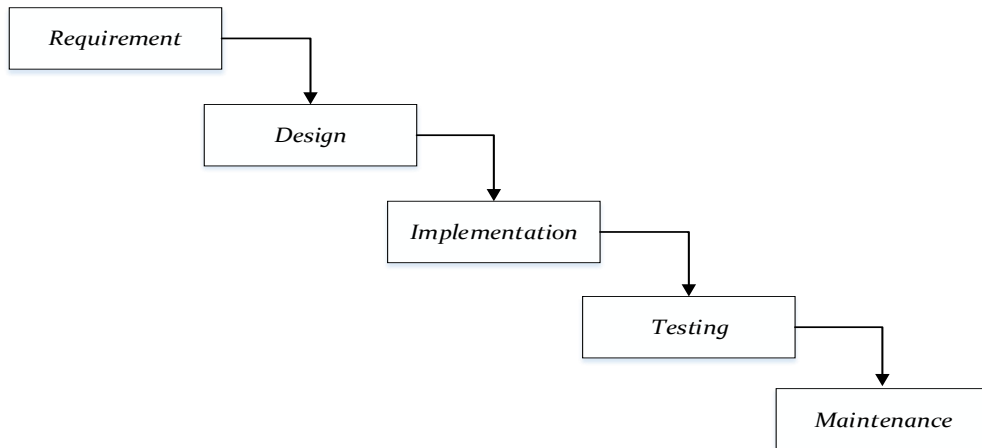 Requirement
Design
Implementation
Testing
Maintenance